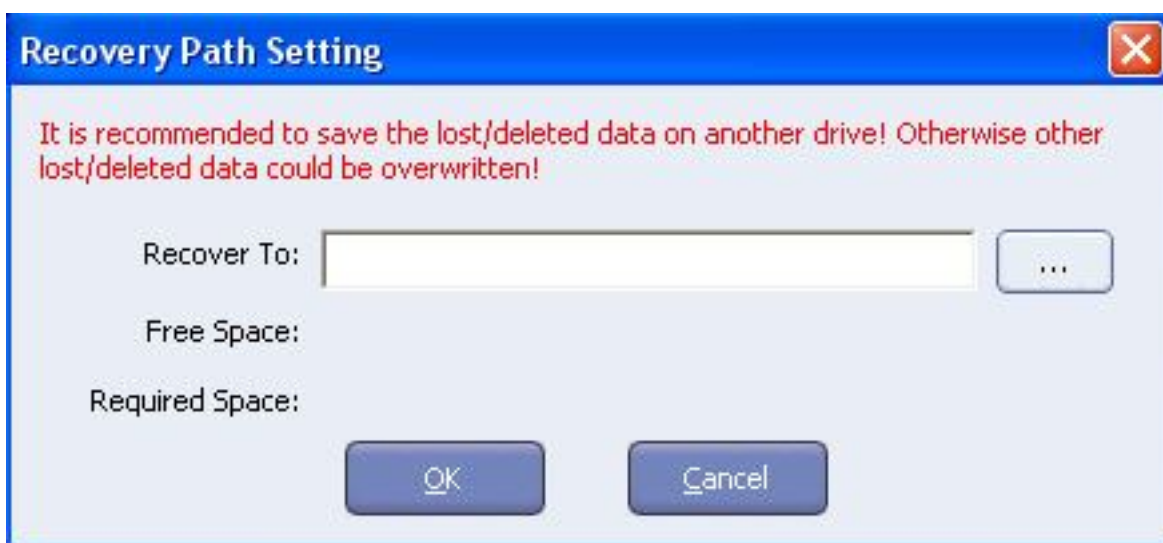 Recovery Path Setting
It is recommended to save the lost/deleted data on another drive! Otherwise other
lost/deleted data could be overwritten!
Recover To:
...
Free Space:
Required Space:
OK
Cancel